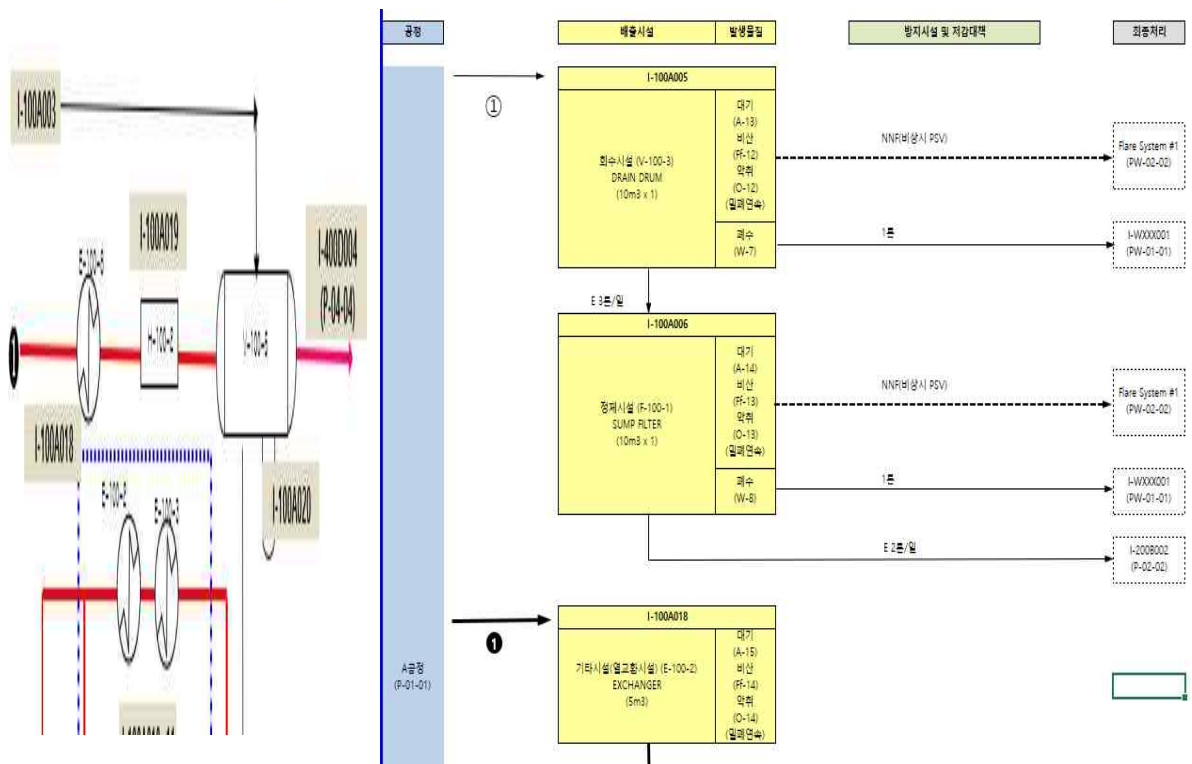 I-100A003
I-100A019
E-100-6
I-400D004
(P-04-04)
❶
H-100-2
V-100-5
I-100A018
I-100A020
E-100-2
E-100-3
공정
배출시설
발생물질
방지시설 및 저감대책
최종처리
①
I-100A005
회수시설 (V-100-3)
DRAIN DRUM
(10m3 x 1)
대기
(A-13)
비산
(Ff-12)
악취
(O-12)
(밀폐연속)
NNF(비상시 PSV)
Flare System #1
(PW-02-02)
폐수
(W-7)
1톤
I-WXXX001
(PW-01-01)
E 3톤/일
I-100A006
정제시설 (F-100-1)
SUMP FILTER
(10m3 x 1)
대기
(A-14)
비산
(Ff-13)
악취
(O-13)
(밀폐연속)
NNF(비상시 PSV)
Flare System #1
(PW-02-02)
폐수
(W-8)
1톤
I-WXXX001
(PW-01-01)
E 2톤/일
I-200B002
(P-02-02)
❶
I-100A018
A공정
(P-01-01)
기타시설(열교환시설) (E-100-2)
EXCHANGER
(5m3)
대기
(A-15)
비산
(Ff-14)
악취
(O-14)
(밀폐연속)